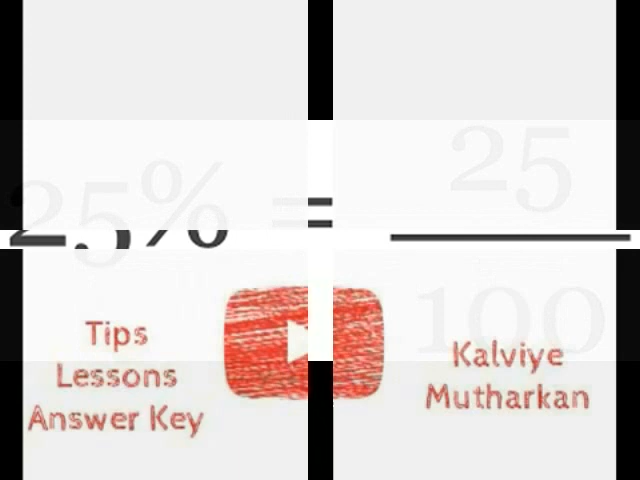 25% = 25
100
Tips
Lessons
Answer Key
Kalviye
Mutharkan